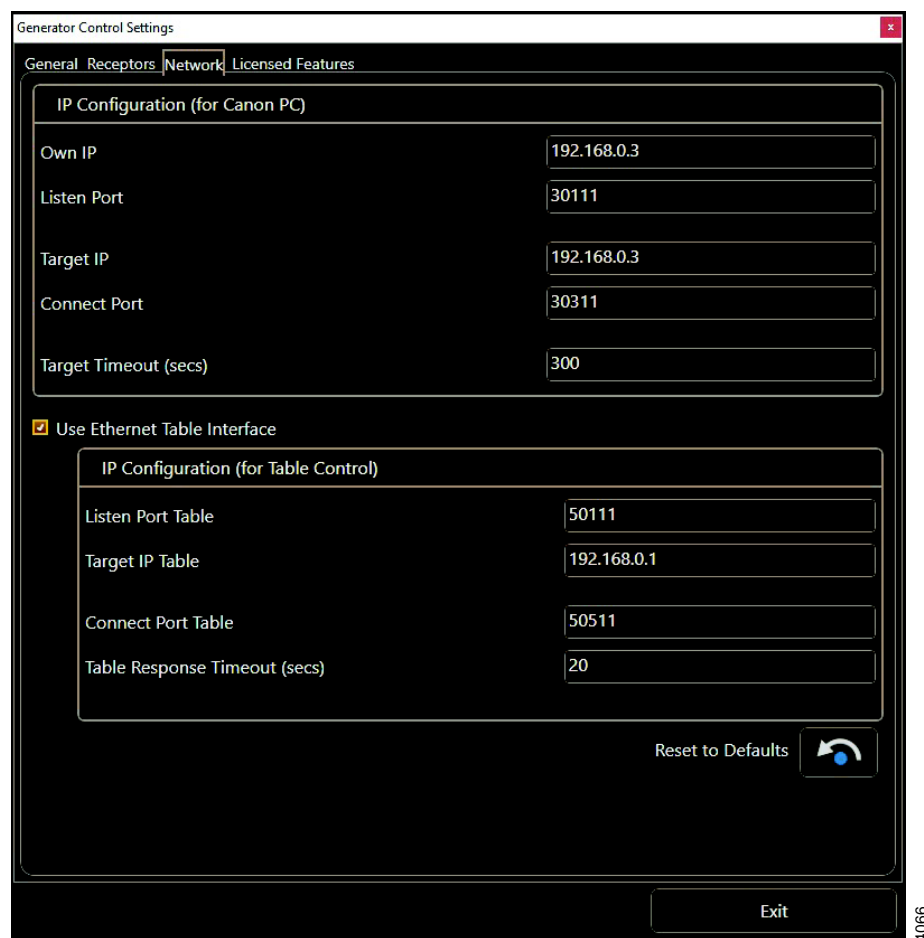 Generator Control Settings
x
General Receptors Network Licensed Features
IP Configuration (for Canon PC)
Own IP 192.168.0.3
Listen Port 30111
Target IP 192.168.0.3
Connect Port 30311
Target Timeout (secs) 300
Use Ethernet Table Interface
IP Configuration (for Table Control)
Listen Port Table 50111
Target IP Table 192.168.0.1
Connect Port Table 50511
Table Response Timeout (secs) 20
Reset to Defaults
Exit